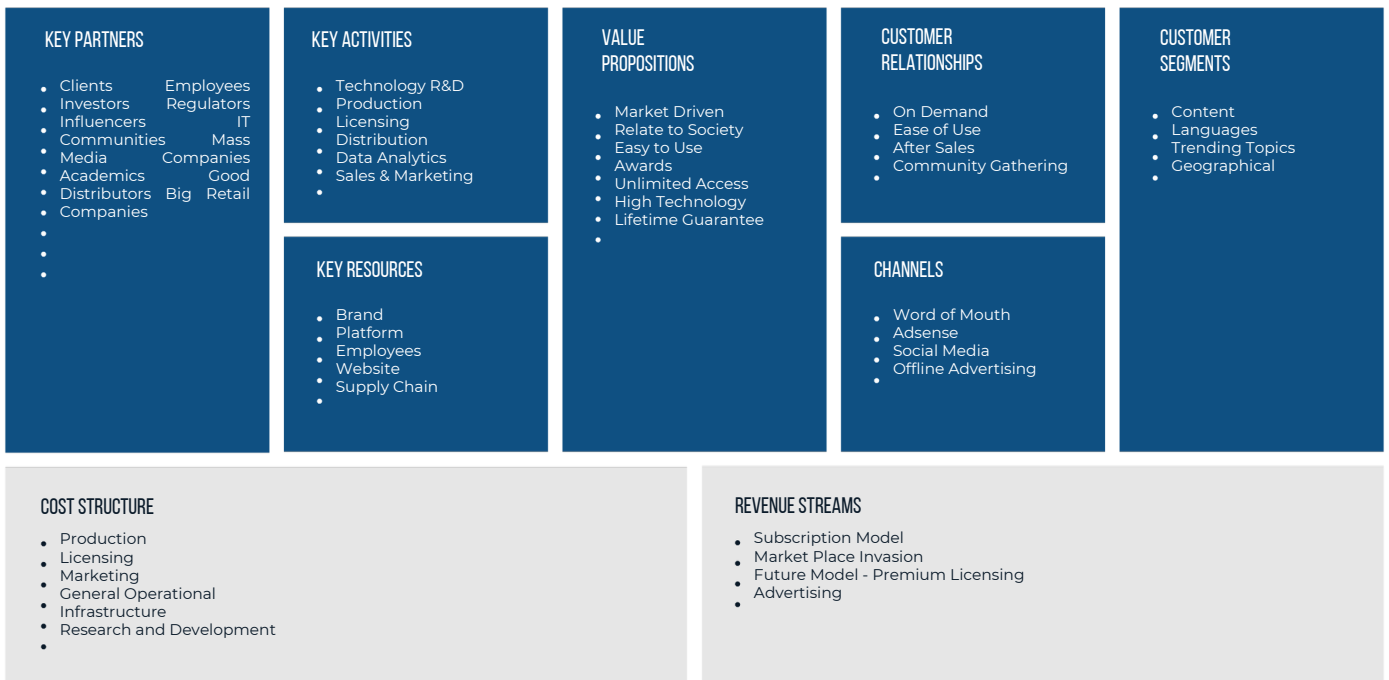 KEY PARTNERS
Clients Employees
Investors Regulators
Influencers IT
Communities Mass
Media Companies
Academics Good
Distributors Big Retail
Companies
KEY ACTIVITIES
Technology R&D
Production
Licensing
Distribution
Data Analytics
Sales & Marketing
KEY RESOURCES
Brand
Platform
Employees
Website
Supply Chain
VALUE
PROPOSITIONS
Market Driven
Relate to Society
Easy to Use
Awards
Unlimited Access
High Technology
Lifetime Guarantee
CUSTOMER
RELATIONSHIPS
On Demand
Ease of Use
After Sales
Community Gathering
CHANNELS
Word of Mouth
Adsense
Social Media
Offline Advertising
CUSTOMER
SEGMENTS
Content
Languages
Trending Topics
Geographical
COST STRUCTURE
Production
Licensing
Marketing
General Operational
Infrastructure
Research and Development
REVENUE STREAMS
Subscription Model
Market Place Invasion
Future Model - Premium Licensing
Advertising